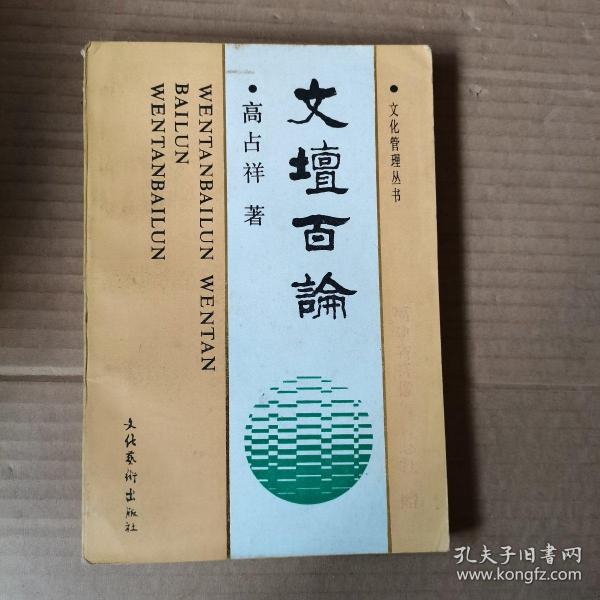 • 文化管理丛书
文壇百論
• 高占祥 著
WENTANBAILUN WENTAN
BAILUN
WENTANBAILUN
文化艺术出版社
孔夫子旧书网
www.kongfz.com